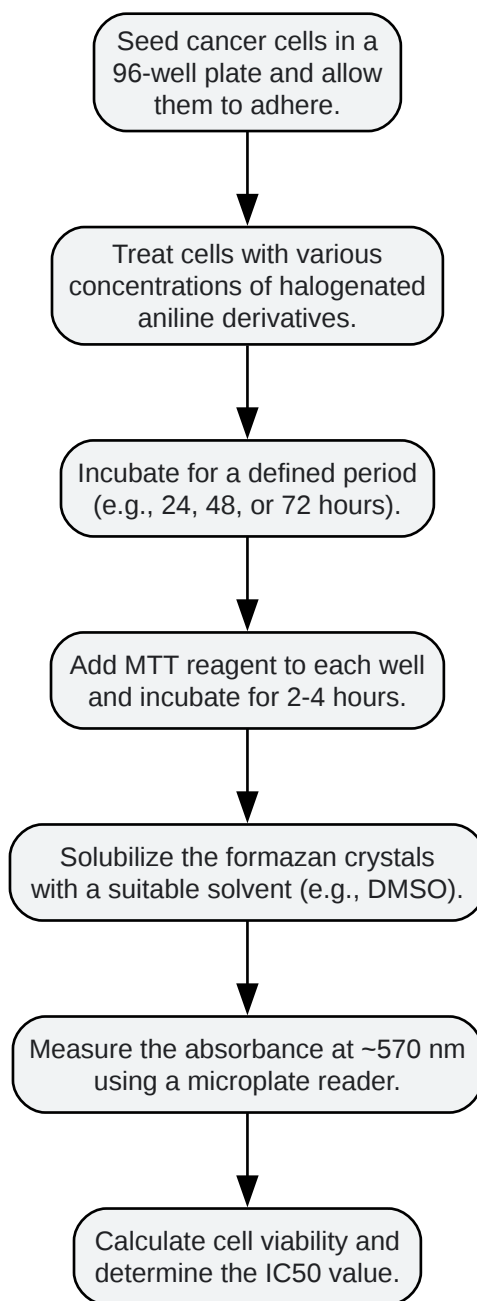 Seed cancer cells in a
96-well plate and allow
them to adhere.
Treat cells with various
concentrations of halogenated
aniline derivatives.
Incubate for a defined period
(e.g., 24, 48, or 72 hours).
Add MTT reagent to each well
and incubate for 2-4 hours.
Solubilize the formazan crystals
with a suitable solvent (e.g., DMSO).
Measure the absorbance at ~570 nm
using a microplate reader.
Calculate cell viability and
determine the IC50 value.